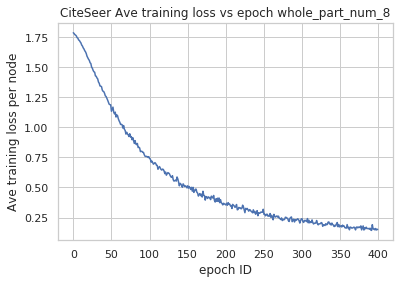 CiteSeer Ave training loss vs epoch whole_part_num_8
Ave training loss per node
1.75
1.50
1.25
1.00
0.75
0.50
0.25
0 50 100 150 200 250 300 350 400
epoch ID